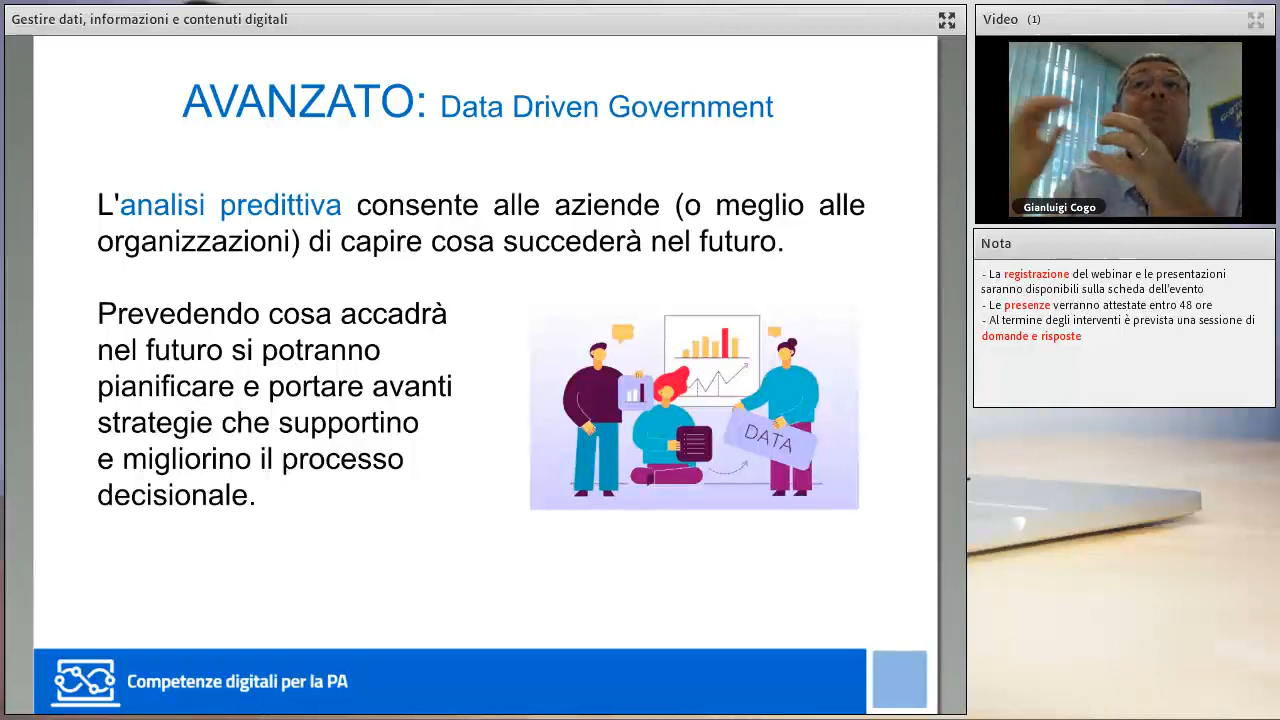 Gestire dati, informazioni e contenuti digitali
AVANZATO: Data Driven Government
L'analisi predittiva consente alle aziende (o meglio alle
organizzazioni) di capire cosa succederà nel futuro.
Prevedendo cosa accadrà
nel futuro si potranno
pianificare e portare avanti
strategie che supportino
e migliorino il processo
decisionale.
DATA
Competenze digitali per la PA
Video (1)
Gianluigi Cogo
Nota
- La registrazione del webinar e le presentazioni
saranno disponibili sulla scheda dell'evento
- Le presenze verranno attestate entro 48 ore
- Al termine degli interventi è prevista una sessione di
domande e risposte